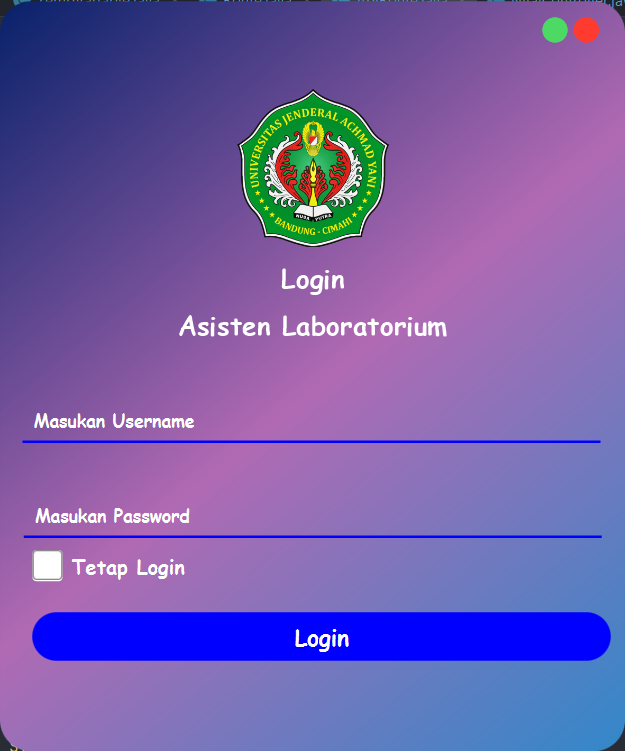 UNIVERSITAS JENDERAL ACHMAD YANI
BANDUNG - CIMAHI
Login
Asisten Laboratorium
Masukan Username
Masukan Password
Tetap Login
Login